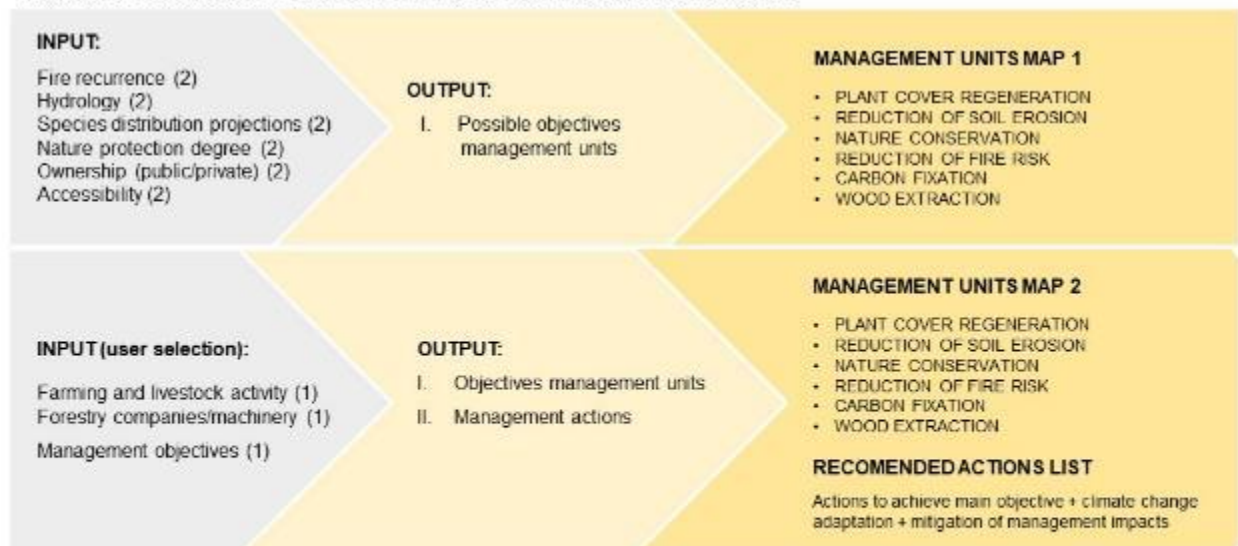 INPUT:
Fire recurrence (2)
Hydrology (2)
Species distribution projections (2)
Nature protection degree (2)
Ownership (public/private) (2)
Accessibility (2)
OUTPUT:
I. Possible objectives
management units
MANAGEMENT UNITS MAP 1
• PLANT COVER REGENERATION
• REDUCTION OF SOIL EROSION
• NATURE CONSERVATION
• REDUCTION OF FIRE RISK
• CARBON FIXATION
• WOOD EXTRACTION
INPUT (user selection):
Farming and livestock activity (1)
Forestry companies/machinery (1)
Management objectives (1)
OUTPUT:
I. Objectives management units
II. Management actions
MANAGEMENT UNITS MAP 2
• PLANT COVER REGENERATION
• REDUCTION OF SOIL EROSION
• NATURE CONSERVATION
• REDUCTION OF FIRE RISK
• CARBON FIXATION
• WOOD EXTRACTION
RECOMENDED ACTIONS LIST
Actions to achieve main objective + climate change
adaptation + mitigation of management impacts